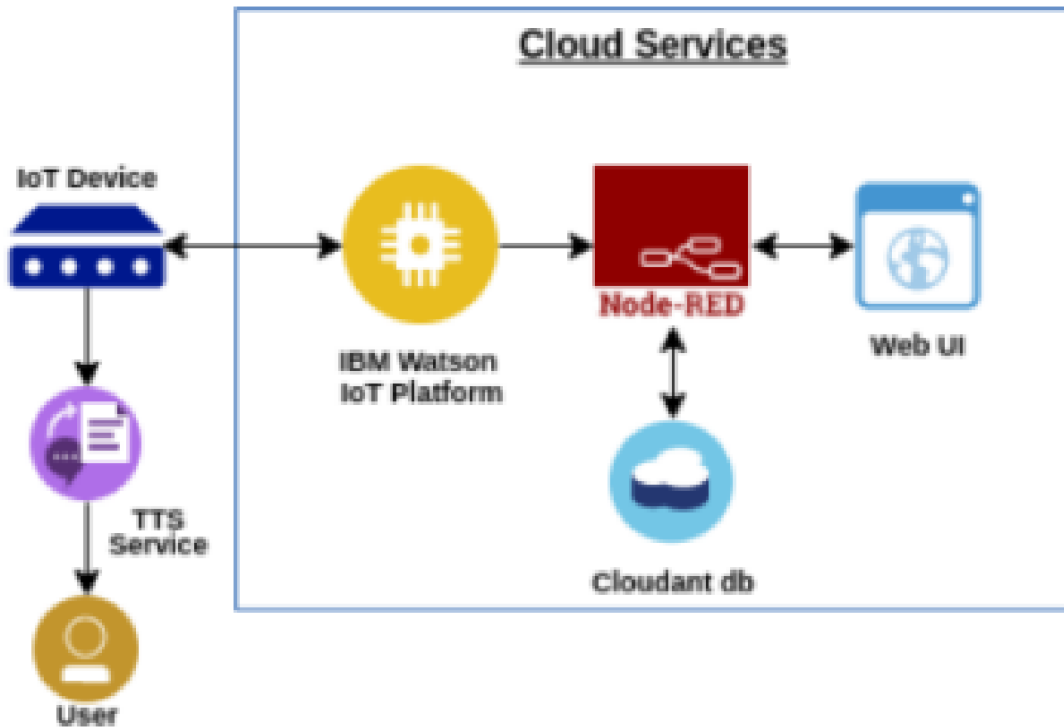 Cloud Services
IoT Device
Node-RED
IBM Watson
IoT Platform
Web UI
TTS
Service
Cloudant db
User